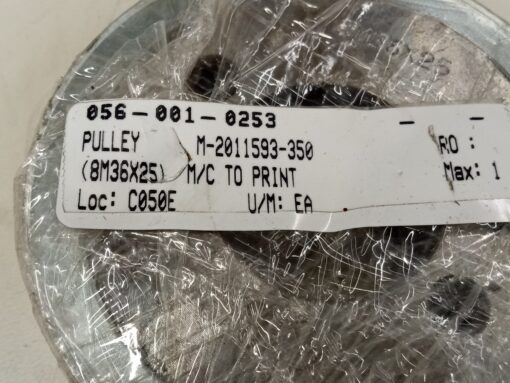 056-001-0253 - -
PULLEY M-2011593-350 RO :
(8M36X25) M/C TO PRINT Max: 1
Loc: C050E U/M: EA